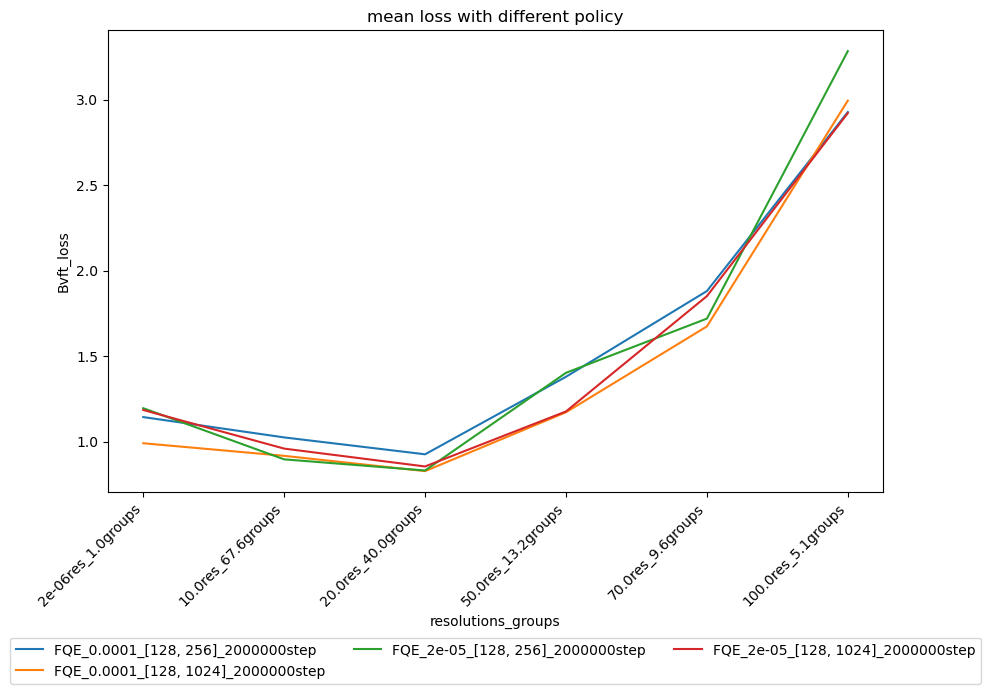 mean loss with different policy
3.0
2.5
2.0
1.5
1.0
Bvft_loss
2e-06res_1.0groups
10.0res_67.6groups
20.0res_40.0groups
50.0res_13.2groups
70.0res_9.6groups
100.0res_5.1groups
resolutions_groups
FQE_0.0001_[128, 256]_2000000step
FQE_0.0001_[128, 1024]_2000000step
FQE_2e-05_[128, 256]_2000000step
FQE_2e-05_[128, 1024]_2000000step